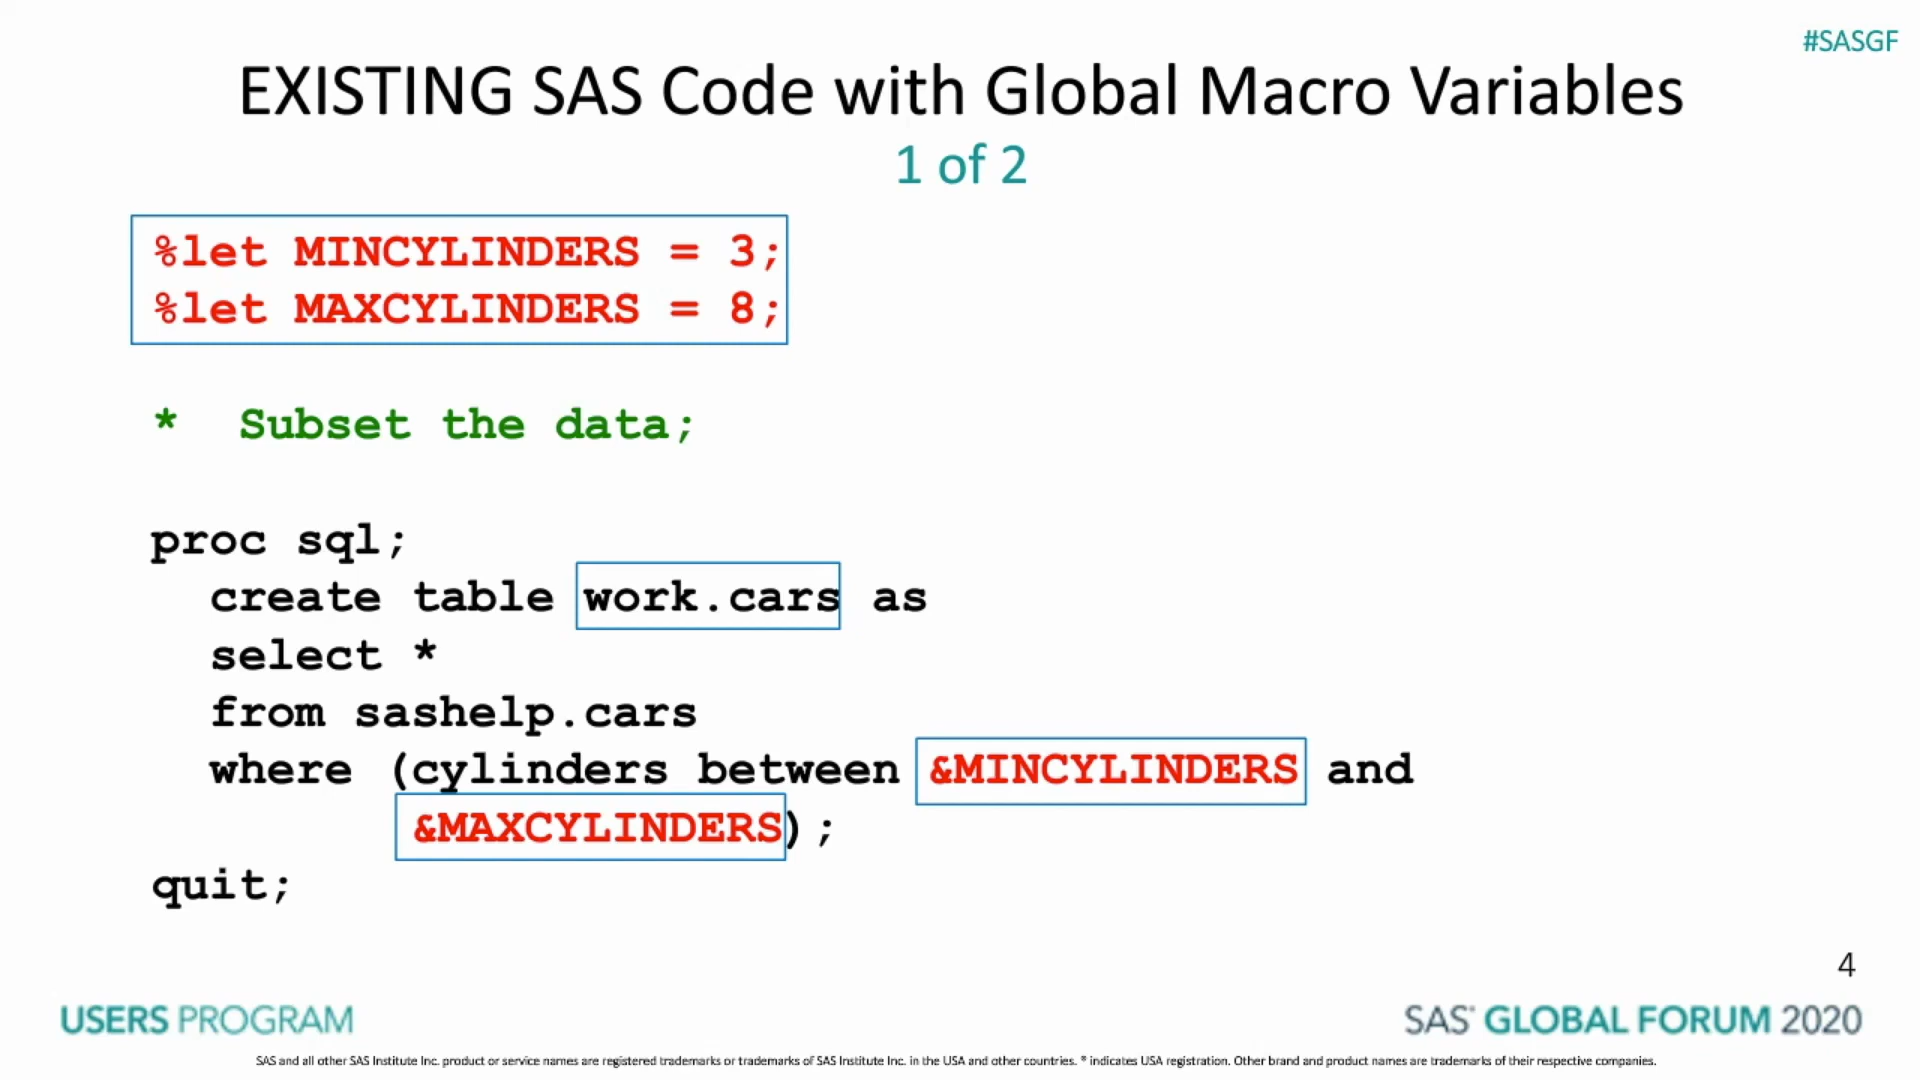 #SASGF
EXISTING SAS Code with Global Macro Variables
1 of 2
%let MINCYLINDERS = 3;
%let MAXCYLINDERS = 8;
*  Subset the data;
proc sql;
create table work.cars as
select *
from sashelp.cars
where (cylinders between &MINCYLINDERS and
&MAXCYLINDERS);
quit;
4
USERS PROGRAM
SAS® GLOBAL FORUM 2020
SAS and all other SAS Institute Inc. product or service names are registered trademarks or trademarks of SAS Institute Inc. in the USA and other countries. ® indicates USA registration. Other brand and product names are trademarks of their respective companies.